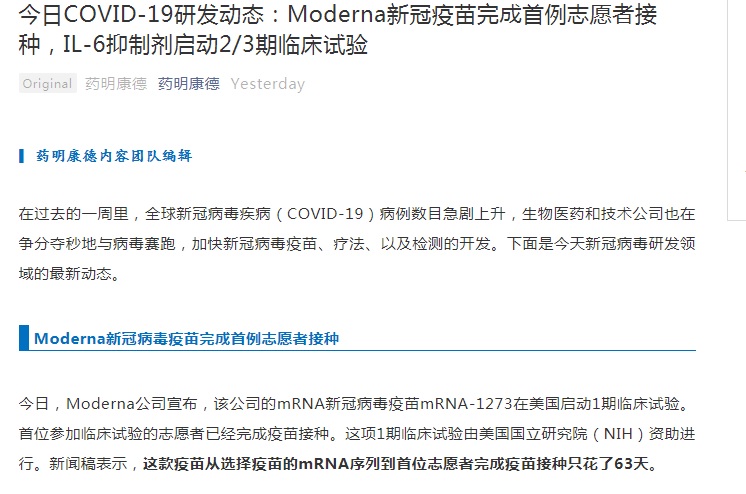 今日COVID-19研发动态：Moderna新冠疫苗完成首例志愿者接
种，IL-6抑制剂启动2/3期临床试验
Original 药明康德 药明康德 Yesterday
药明康德内容团队编辑
在过去的一周里，全球新冠病毒疾病（COVID-19）病例数目急剧上升，生物医药和技术公司也在
争分夺秒地与病毒赛跑，加快新冠病毒疫苗、疗法、以及检测的开发。下面是今天新冠病毒研发领
域的最新动态。
Moderna新冠病毒疫苗完成首例志愿者接种
今日，Moderna公司宣布，该公司的mRNA新冠病毒疫苗mRNA-1273在美国启动1期临床试验。
首位参加临床试验的志愿者已经完成疫苗接种。这项1期临床试验由美国国立研究院（NIH）资助进
行。新闻稿表示，这款疫苗从选择疫苗的mRNA序列到首位志愿者完成疫苗接种只花了63天。